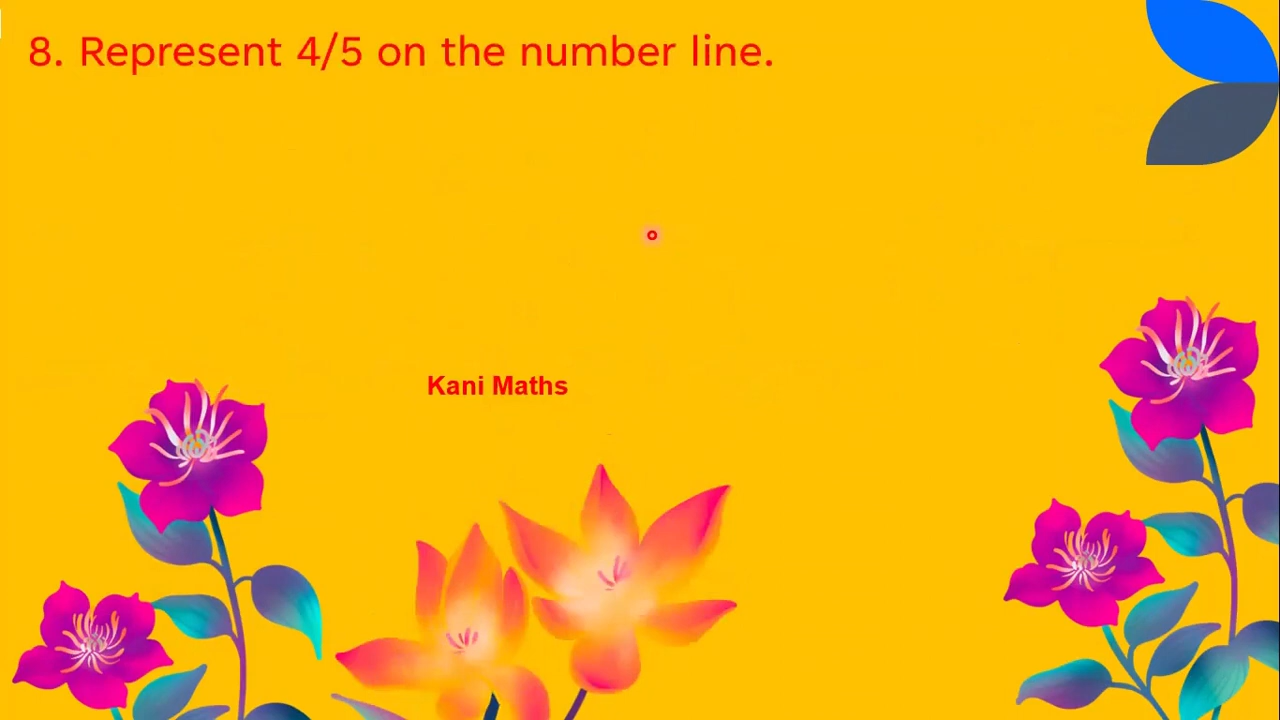 8. Represent 4/5 on the number line.
Kani Maths